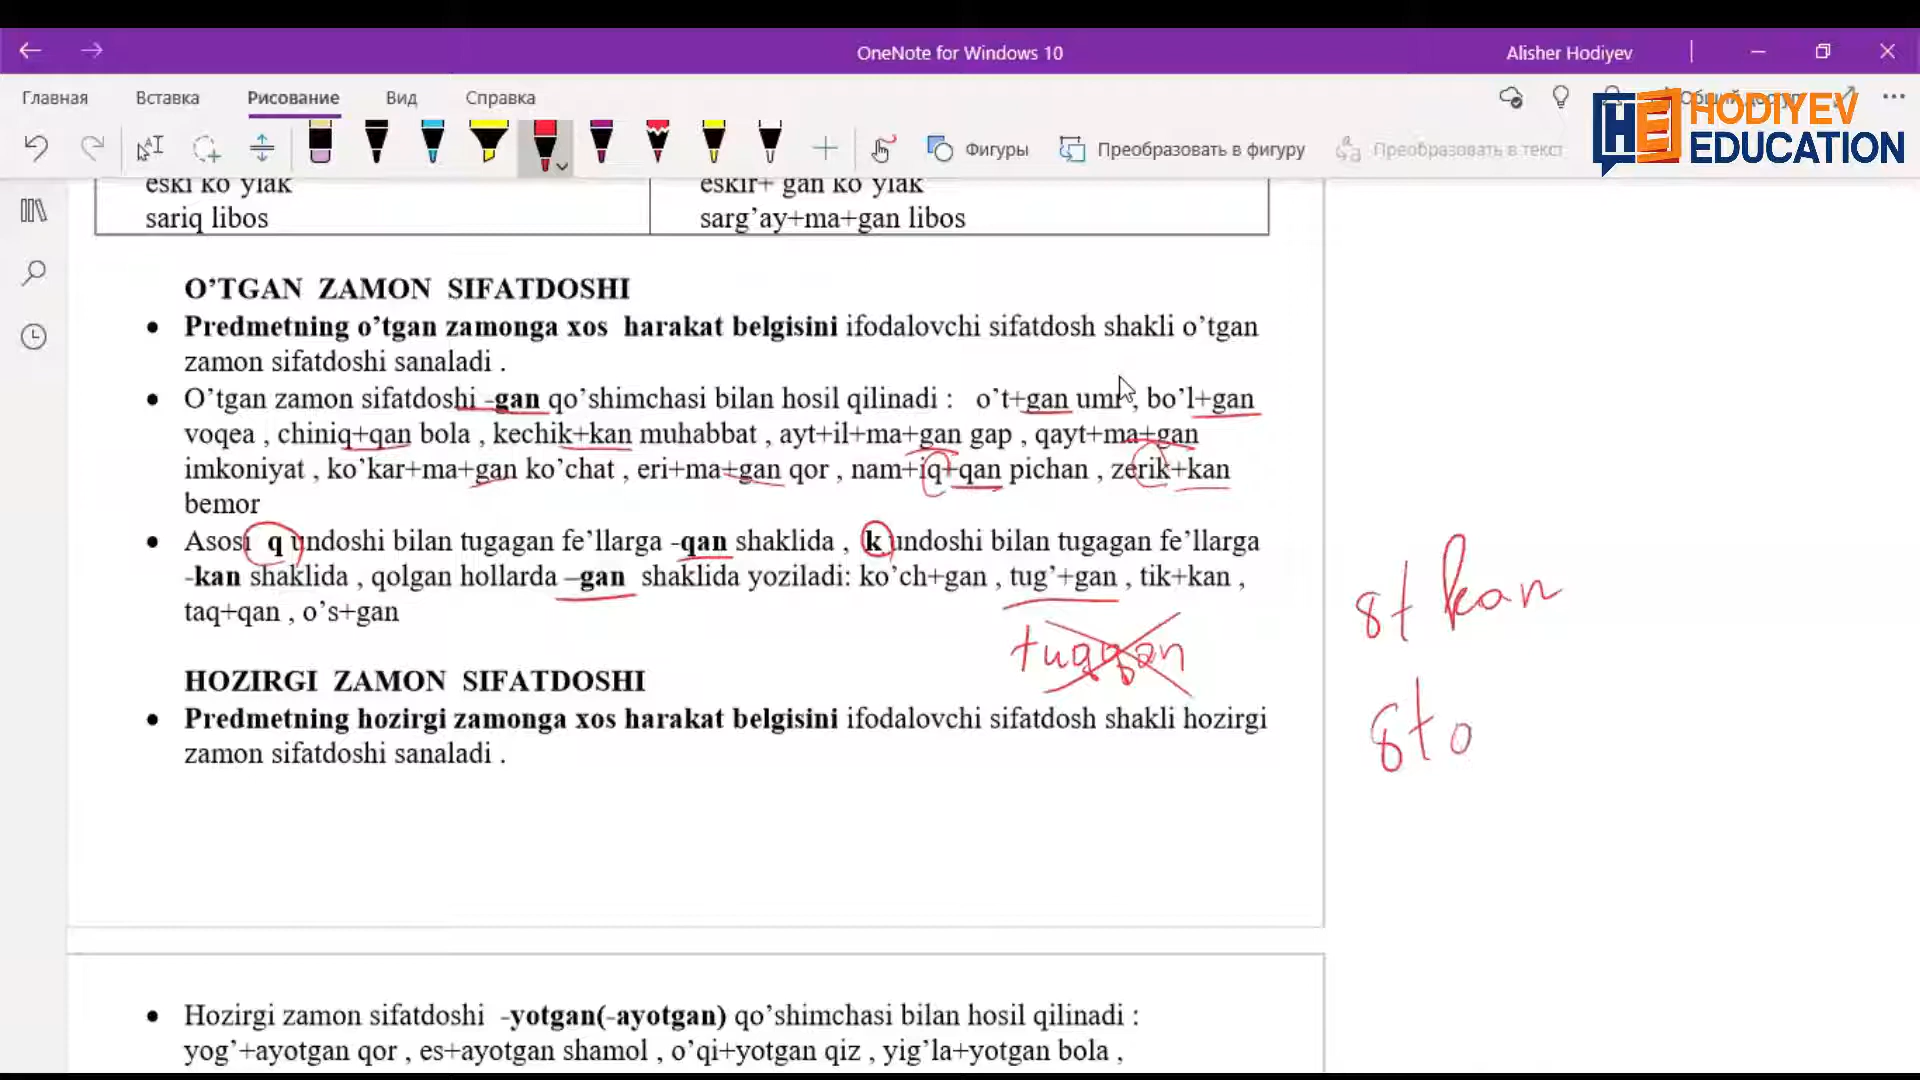 OneNote for Windows 10
Alisher Hodiyev
Главная Вставка Рисование Вид Справка
HODIYEV
EDUCATION
Фигуры Преобразовать в фигуру Преобразовать в текст
eski ko'ylak
eskir+ gan ko'ylak
sariq libos
sarg’ay+ma+gan libos
O’TGAN ZAMON SIFATDOSHI
• Predmetning o’tgan zamonga xos harakat belgisini ifodalovchi sifatdosh shakli o’tgan
zamon sifatdoshi sanaladi .
• O’tgan zamon sifatdoshi -gan qo’shimchasi bilan hosil qilinadi : o’t+gan umr , bo’l+gan
voqea , chiniq+qan bola , kechik+kan muhabbat , ayt+il+ma+gan gap , qayt+ma+gan
imkoniyat , ko’kar+ma+gan ko’chat , eri+ma+gan qor , nam+iq+qan pichan , zerik+kan
bemor
• Asosi q undoshi bilan tugagan fe’llarga -qan shaklida , k undoshi bilan tugagan fe’llarga
-kan shaklida , qolgan hollarda –gan shaklida yoziladi: ko’ch+gan , tug’+gan , tik+kan ,
taq+qan , o’s+gan
HOZIRGI ZAMON SIFATDOSHI
• Predmetning hozirgi zamonga xos harakat belgisini ifodalovchi sifatdosh shakli hozirgi
zamon sifatdoshi sanaladi .
• Hozirgi zamon sifatdoshi -yotgan(-ayotgan) qo’shimchasi bilan hosil qilinadi :
yog’+ayotgan qor , es+ayotgan shamol , o’qi+yotgan qiz , yig’la+yotgan bola ,